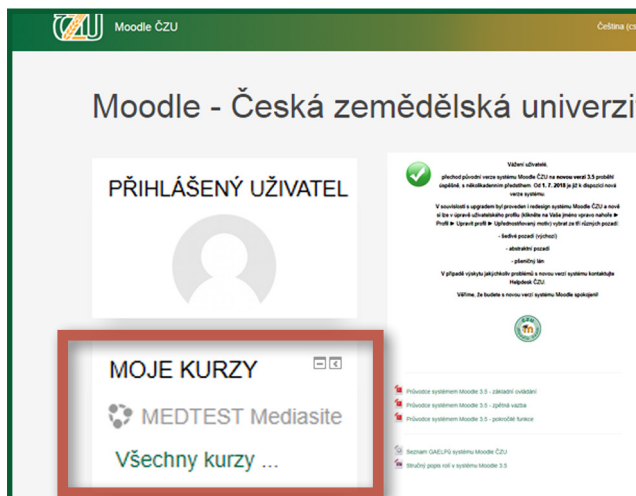 ČZU
Moodle ČZU
Čeština (cs
Moodle - Česká zemědělská univerzi
PŘIHLÁŠENÝ UŽIVATEL
Vážení uživatelé,
přechod původní verze systému Moodle ČZU na novou verzi 3.5 proběhl
úspěšně, s několikadenním předstihem. Od 1. 7. 2018 je již k dispozici nová
verze systému.
V souvislosti s upgradem byl proveden i redesign systému Moodle ČZU a nově
si lze v úpravě uživatelského profilu (klikněte na Vaše jméno vpravo nahoře ►
Profil ► Upravit profil ► Upřednostňovaný motiv) vybrat ze tří různých pozadí
- šedivé pozadí (výchozí)
- abstraktní pozadí
- pšeničný lán
V případě výskytu jakýchkoliv problémů s novou verzí systému kontaktujte
Helpdesk ČZU.
Věříme, že budete s novou verzí systému Moodle spokojeni!
MOJE KURZY
MEDTEST Mediasite
Všechny kurzy ...
Průvodce systémem Moodle 3.5 - základní ovládání
Průvodce systémem Moodle 3.5 - zpětná vazba
Průvodce systémem Moodle 3.5 - pokročilé funkce
Seznam GAELPŮ systému Moodle ČZU
Stručný popis rolí v systému Moodle 3.5